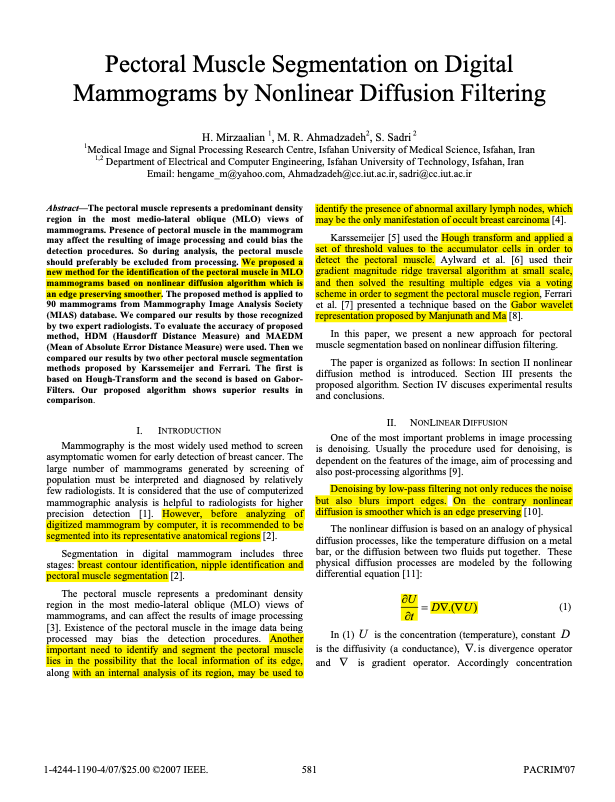 Pectoral Muscle Segmentation on Digital
Mammograms by Nonlinear Diffusion Filtering
H. Mirzaalian 1, M. R. Ahmadzadeh2, S. Sadri 2
1Medical Image and Signal Processing Research Centre, Isfahan University of Medical Science, Isfahan, Iran
1,2 Department of Electrical and Computer Engineering, Isfahan University of Technology, Isfahan, Iran
Email: hengame_m@yahoo.com, Ahmadzadeh@cc.iut.ac.ir, sadri@cc.iut.ac.ir
Abstract—The pectoral muscle represents a predominant density
region in the most medio-lateral oblique (MLO) views of
mammograms. Presence of pectoral muscle in the mammogram
may affect the resulting of image processing and could bias the
detection procedures. So during analysis, the pectoral muscle
should preferably be excluded from processing. We proposed a
new method for the identification of the pectoral muscle in MLO
mammograms based on nonlinear diffusion algorithm which is
an edge preserving smoother. The proposed method is applied to
90 mammograms from Mammography Image Analysis Society
(MIAS) database. We compared our results by those recognized
by two expert radiologists. To evaluate the accuracy of proposed
method, HDM (Hausdorff Distance Measure) and MAEDM
(Mean of Absolute Error Distance Measure) were used. Then we
compared our results by two other pectoral muscle segmentation
methods proposed by Karssemeijer and Ferrari. The first is
based on Hough-Transform and the second is based on Gabor-
Filters. Our proposed algorithm shows superior results in
comparison.
I. INTRODUCTION
Mammography is the most widely used method to screen
asymptomatic women for early detection of breast cancer. The
large number of mammograms generated by screening of
population must be interpreted and diagnosed by relatively
few radiologists. It is considered that the use of computerized
mammographic analysis is helpful to radiologists for higher
precision detection [1]. However, before analyzing of
digitized mammogram by computer, it is recommended to be
segmented into its representative anatomical regions [2].
Segmentation in digital mammogram includes three
stages: breast contour identification, nipple identification and
pectoral muscle segmentation [2].
The pectoral muscle represents a predominant density
region in the most medio-lateral oblique (MLO) views of
mammograms, and can affect the results of image processing
[3]. Existence of the pectoral muscle in the image data being
processed may bias the detection procedures. Another
important need to identify and segment the pectoral muscle
lies in the possibility that the local information of its edge,
along with an internal analysis of its region, may be used to
identify the presence of abnormal axillary lymph nodes, which
may be the only manifestation of occult breast carcinoma [4].
Karssemeijer [5] used the Hough transform and applied a
set of threshold values to the accumulator cells in order to
detect the pectoral muscle. Aylward et al. [6] used their
gradient magnitude ridge traversal algorithm at small scale,
and then solved the resulting multiple edges via a voting
scheme in order to segment the pectoral muscle region, Ferrari
et al. [7] presented a technique based on the Gabor wavelet
representation proposed by Manjunath and Ma [8].
In this paper, we present a new approach for pectoral
muscle segmentation based on nonlinear diffusion filtering.
The paper is organized as follows: In section II nonlinear
diffusion method is introduced. Section III presents the
proposed algorithm. Section IV discuses experimental results
and conclusions.
II. NONLINEAR DIFFUSION
One of the most important problems in image processing
is denoising. Usually the procedure used for denoising, is
dependent on the features of the image, aim of processing and
also post-processing algorithms [9].
Denoising by low-pass filtering not only reduces the noise
but also blurs import edges. On the contrary nonlinear
diffusion is smoother which is an edge preserving [10].
The nonlinear diffusion is based on an analogy of physical
diffusion processes, like the temperature diffusion on a metal
bar, or the diffusion between two fluids put together. These
physical diffusion processes are modeled by the following
differential equation [11]:
∂U/∂t = D∇.(∇U) (1)
In (1) U is the concentration (temperature), constant D
is the diffusivity (a conductance), ∇. is divergence operator
and ∇ is gradient operator. Accordingly concentration
1-4244-1190-4/07/$25.00 ©2007 IEEE. 581 PACRIM'07